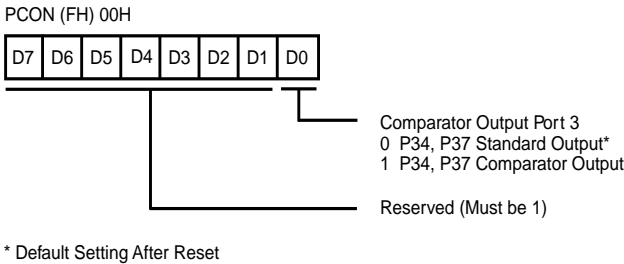 PCON (FH) 00H
D7 D6 D5 D4 D3 D2 D1 D0
Comparator Output Port 3
0 P34, P37 Standard Output*
1 P34, P37 Comparator Output
Reserved (Must be 1)
* Default Setting After Reset